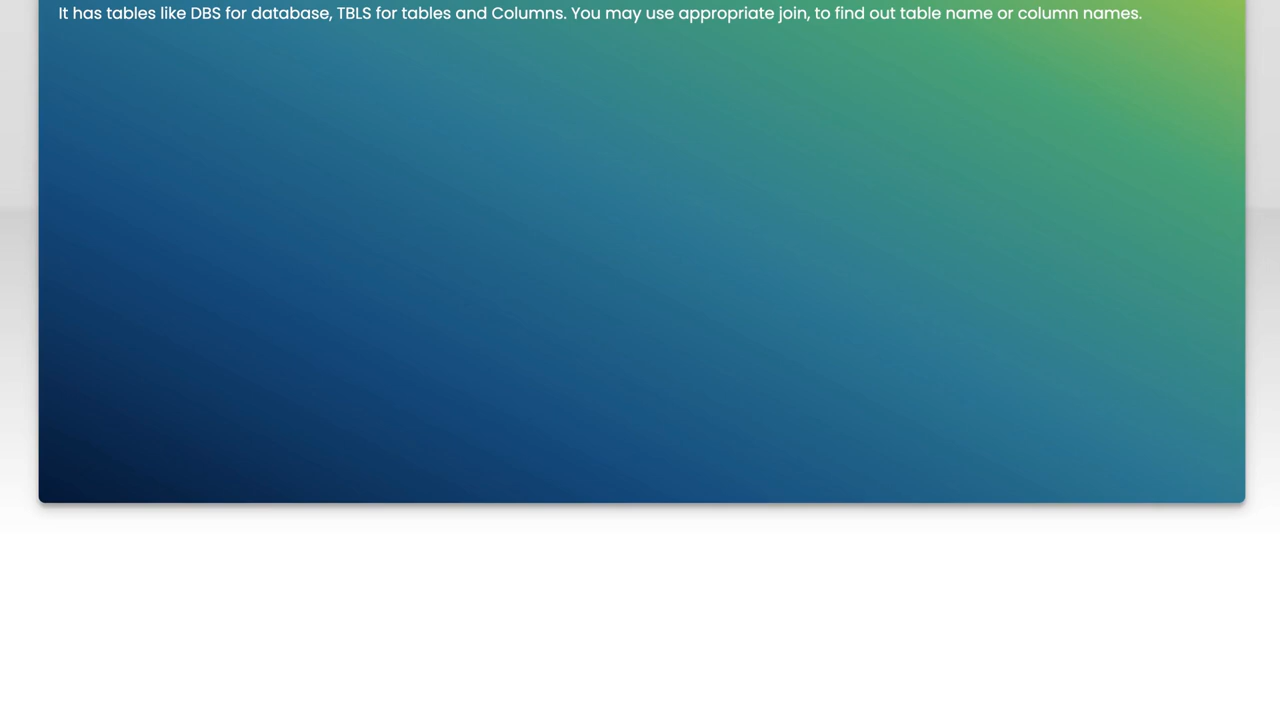 It has tables like DBS for database, TBLS for tables and Columns. You may use appropriate join, to find out table name or column names.